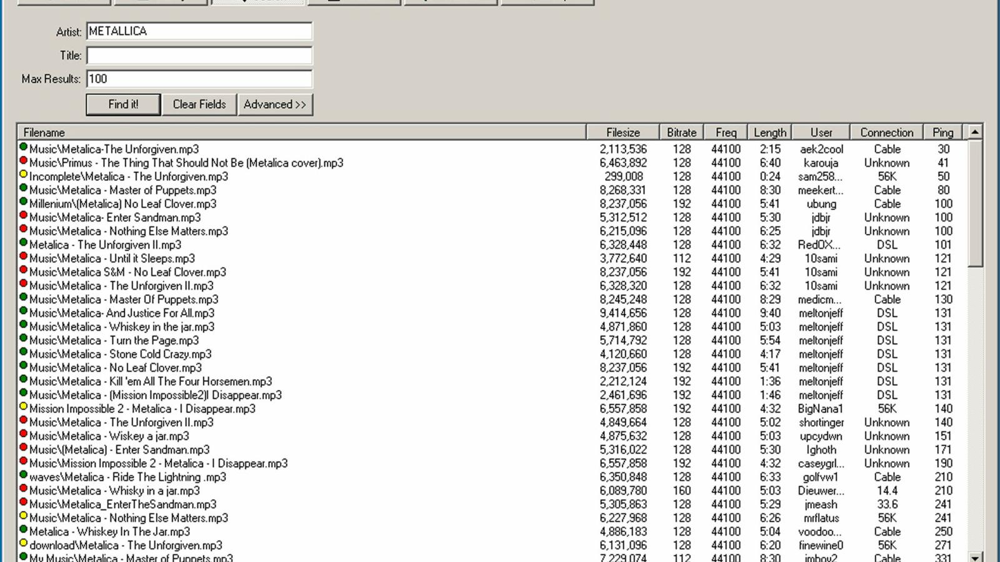 Artist: METALLICA
Title:
Max Results: 100
Find it! Clear Fields Advanced >>
Filename Filesize Bitrate Freq Length User Connection Ping
Music\Metalica-The Unforgiven.mp3 2,113,536 128 44100 2:15 aek2cool Cable 30
Music\Primus - The Thing That Should Not Be (Metalica cover).mp3 6,463,892 128 44100 6:40 karouja Unknown 41
Incomplete\Metalica - The Unforgiven.mp3 299,008 128 44100 0:24 sam258... 56K 50
Music\Metalica - Master of Puppets.mp3 8,268,331 128 44100 8:30 meekert... Cable 80
Millenium\(Metalica) No Leaf Clover.mp3 8,237,056 192 44100 5:41 ubung Cable 100
Music\Metalica- Enter Sandman.mp3 5,312,512 128 44100 5:30 jdbjr Unknown 100
Music\Metalica - Nothing Else Matters.mp3 6,215,096 128 44100 6:25 jdbjr Unknown 100
Metalica - The Unforgiven II.mp3 6,328,448 128 44100 6:32 RedOX... DSL 101
Music\Metalica - Until it Sleeps.mp3 3,772,640 112 44100 4:29 10sami Unknown 121
Music\Metalica S&M - No Leaf Clover.mp3 8,237,056 192 44100 5:41 10sami Unknown 121
Music\Metalica - The Unforgiven II.mp3 6,328,320 128 44100 6:32 10sami Unknown 121
Music\Metalica - Master Of Puppets.mp3 8,245,248 128 44100 8:29 medicm... Cable 130
Music\Metalica- And Justice For All.mp3 9,414,656 128 44100 9:40 meltonjeff DSL 131
Music\Metalica - Whiskey in the jar.mp3 4,871,860 128 44100 5:03 meltonjeff DSL 131
Music\Metalica - Turn the Page.mp3 5,714,792 128 44100 5:54 meltonjeff DSL 131
Music\Metalica - Stone Cold Crazy.mp3 4,120,660 128 44100 4:17 meltonjeff DSL 131
Music\Metalica - No Leaf Clover.mp3 8,237,056 192 44100 5:41 meltonjeff DSL 131
Music\Metalica - Kill 'em All The Four Horsemen.mp3 2,212,124 192 44100 1:36 meltonjeff DSL 131
Music\Metalica - (Mission Impossible2)I Disappear.mp3 2,461,696 192 44100 1:46 meltonjeff DSL 131
Mission Impossible 2 - Metalica - I Disappear.mp3 6,557,858 192 44100 4:32 BigNana1 56K 140
Music\Metalica - The Unforgiven II.mp3 4,849,664 128 44100 5:02 shortinger Unknown 140
Music\Metalica - Wiskey a jar.mp3 4,875,632 128 44100 5:03 upcydwn Unknown 151
Music\(Metalica) - Enter Sandman.mp3 5,316,022 128 44100 5:30 lghoth Unknown 171
Music\Mission Impossible 2 - Metalica - I Disappear.mp3 6,557,858 192 44100 4:32 caseygrl... Unknown 190
waves\Metalica - Ride The Lightning .mp3 6,350,848 128 44100 6:33 golfvw1 Cable 210
Music\Metalica - Whisky in a jar.mp3 6,089,780 160 44100 5:03 Dieuwer... 14.4 210
Music\Metalica_EnterTheSandman.mp3 5,305,863 128 44100 5:29 jmeash 33.6 241
Music\Metalica - Nothing Else Matters.mp3 6,227,968 128 44100 6:26 mrflatus 56K 241
Metalica - Whiskey In The Jar.mp3 4,886,183 128 44100 5:04 voodoo... Cable 250
download\Metalica - The Unforgiven.mp3 6,131,096 128 44100 6:20 finewine0 56K 271
My Music\Metalica - Master of Puppets.mp3 7,229,074 112 44100 8:30 jmboy2 Cable 331